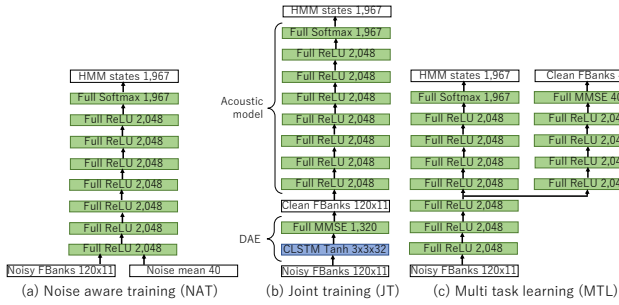 HMM states 1,967
Full Softmax 1,967
Full ReLU 2,048
Full ReLU 2,048
Full ReLU 2,048
Full ReLU 2,048
Full ReLU 2,048
Full ReLU 2,048
Full ReLU 2,048
Noisy FBanks 120x11
Noise mean 40
(a) Noise aware training (NAT)
HMM states 1,967
Full Softmax 1,967
Full ReLU 2,048
Full ReLU 2,048
Full ReLU 2,048
Full ReLU 2,048
Full ReLU 2,048
Full ReLU 2,048
Full ReLU 2,048
Acoustic
model
Clean FBanks 120x11
Full MMSE 1,320
DAE
CLSTM Tanh 3x3x32
Noisy FBanks 120x11
(b) Joint training (JT)
HMM states 1,967
Full Softmax 1,967
Full ReLU 2,048
Full ReLU 2,048
Full ReLU 2,048
Full ReLU 2,048
Full ReLU 2,048
Full ReLU 2,048
Full ReLU 2,048
Noisy FBanks 120x11
Clean FBanks
Full MMSE 40
Full ReLU
Full ReLU
Full ReLU
Full ReLU
(c) Multi task learning (MTL)